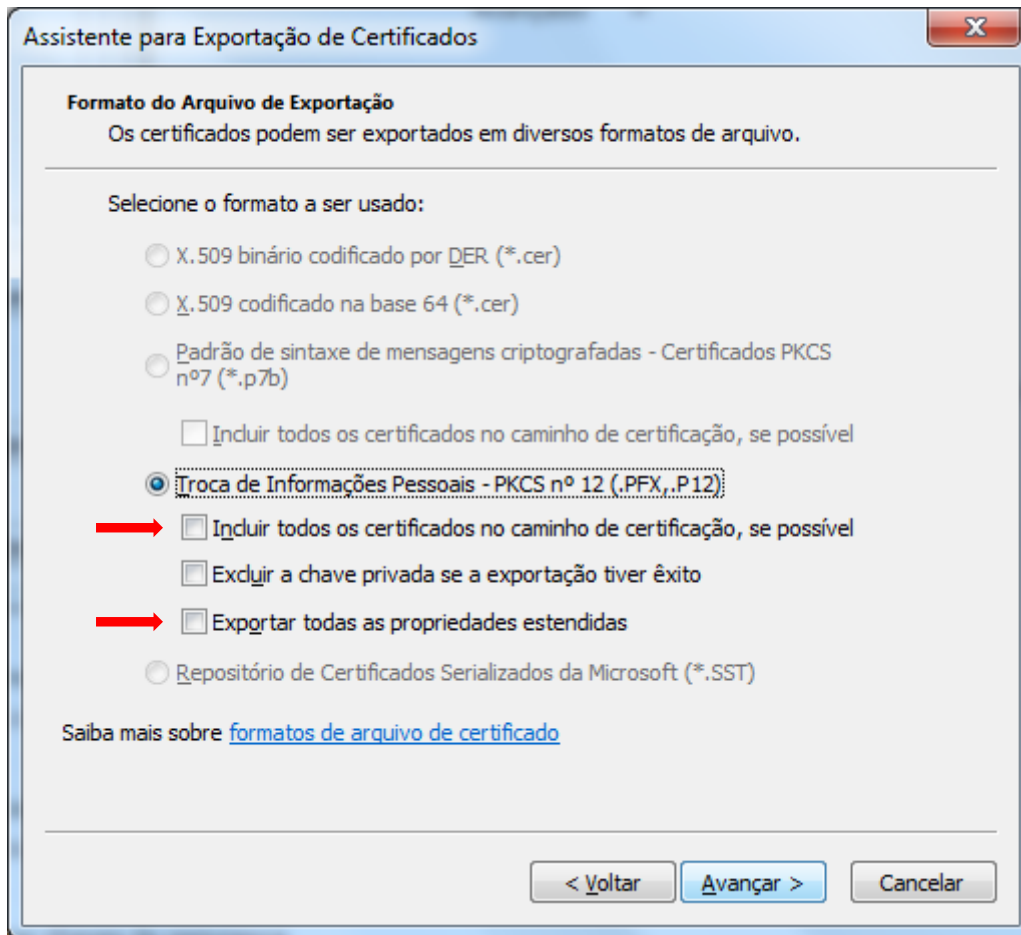 Assistente para Exportação de Certificados
Formato do Arquivo de Exportação
Os certificados podem ser exportados em diversos formatos de arquivo.
Selecione o formato a ser usado:
X.509 binário codificado por DER (*.cer)
X.509 codificado na base 64 (*.cer)
Padrão de sintaxe de mensagens criptografadas - Certificados PKCS
nº7 (*.p7b)
Incluir todos os certificados no caminho de certificação, se possível
Troca de Informações Pessoais - PKCS nº 12 (.PFX,.P12)
Incluir todos os certificados no caminho de certificação, se possível
Excluir a chave privada se a exportação tiver êxito
Exportar todas as propriedades estendidas
Repositório de Certificados Serializados da Microsoft (*.SST)
Saiba mais sobre formatos de arquivo de certificado
< Voltar Avançar > Cancelar